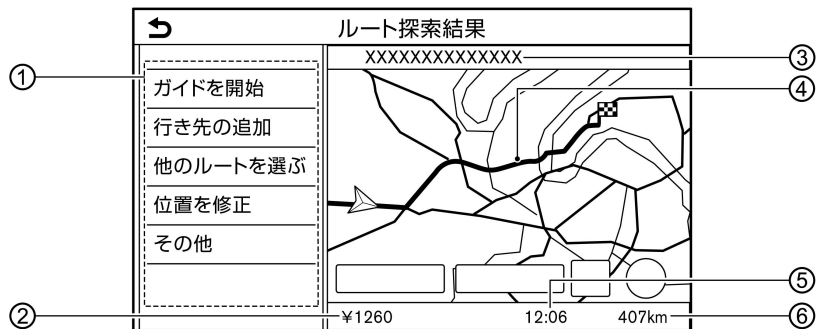 ルート探索結果
XXXXXXXXXXXXXX
③
①
④
ガイドを開始
行き先の追加
他のルートを選ぶ
位置を修正
その他
⑤
② ¥1260 12:06 407km ⑥